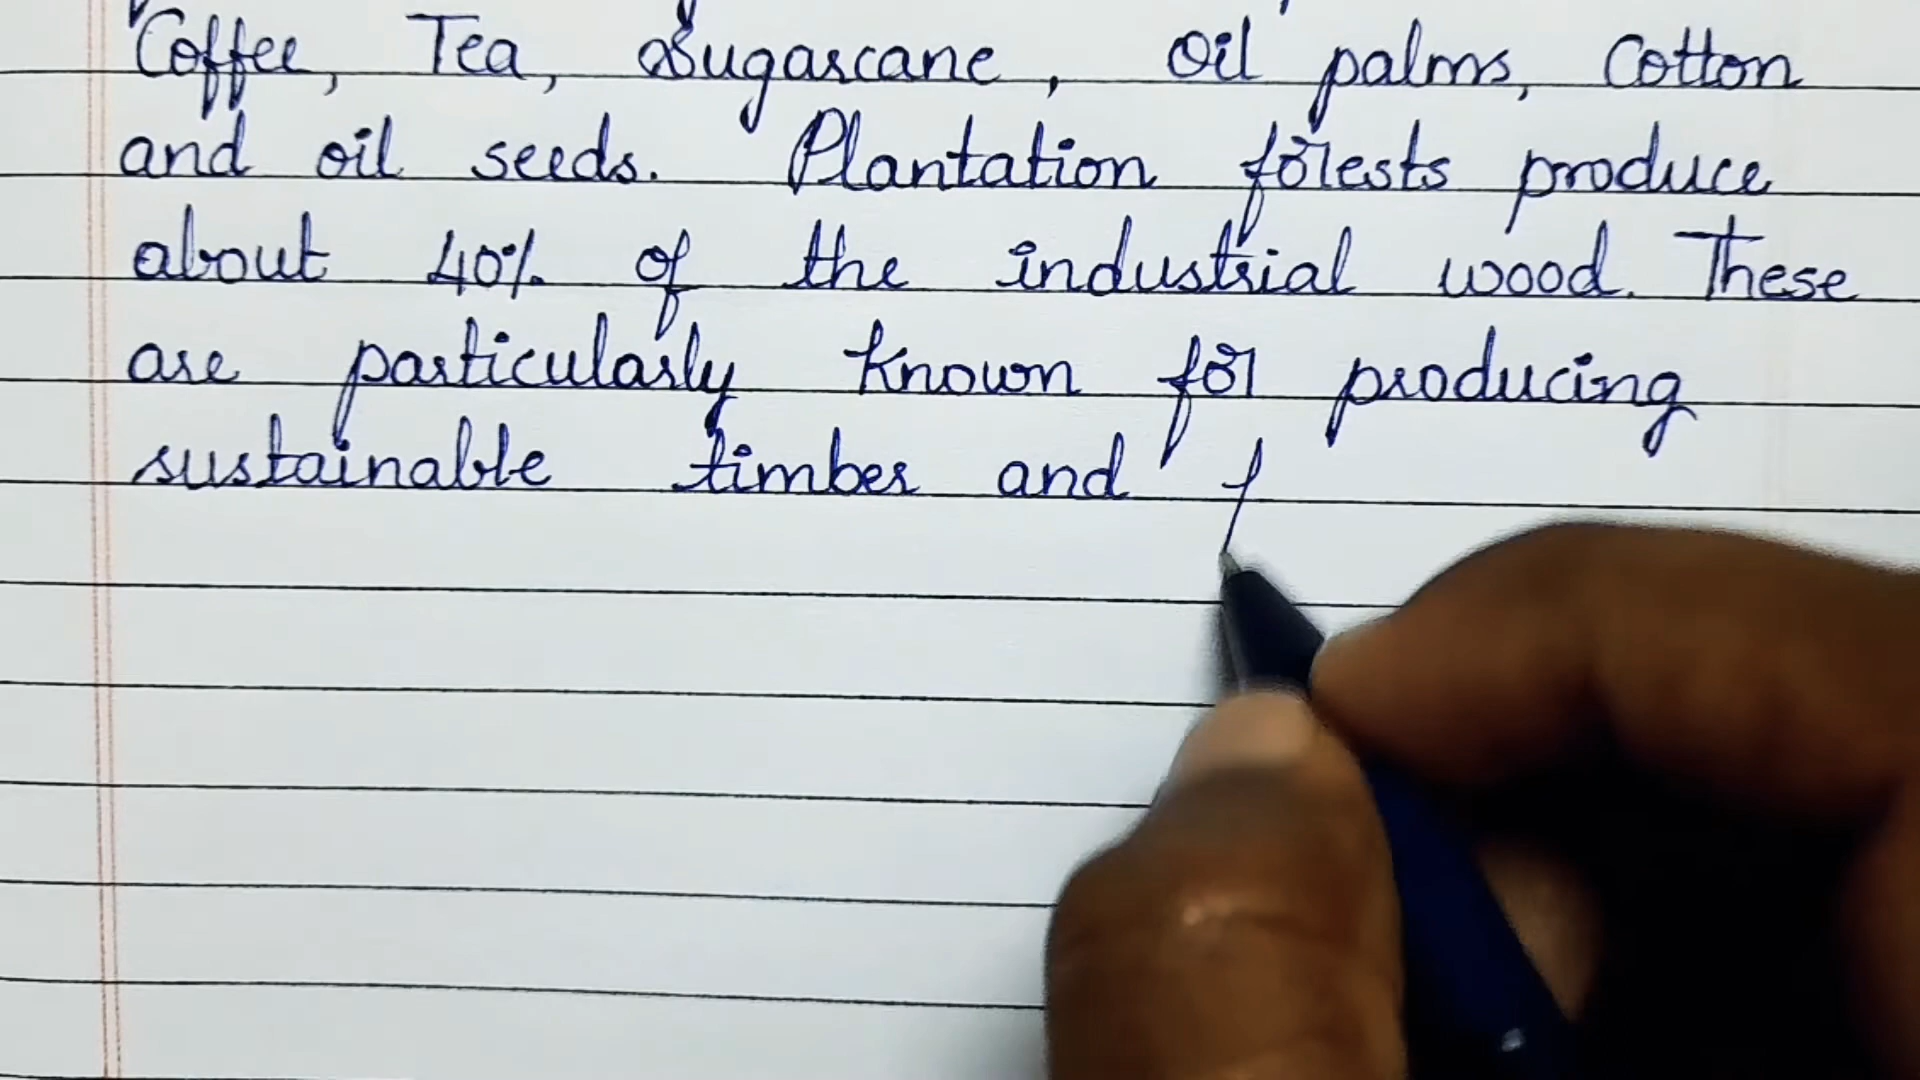 Coffee, Tea, Sugarcane, Oil palms, Cotton
and oil seeds. Plantation forests produce
about 40% of the industrial wood. These
are particularly known for producing
sustainable timber and f